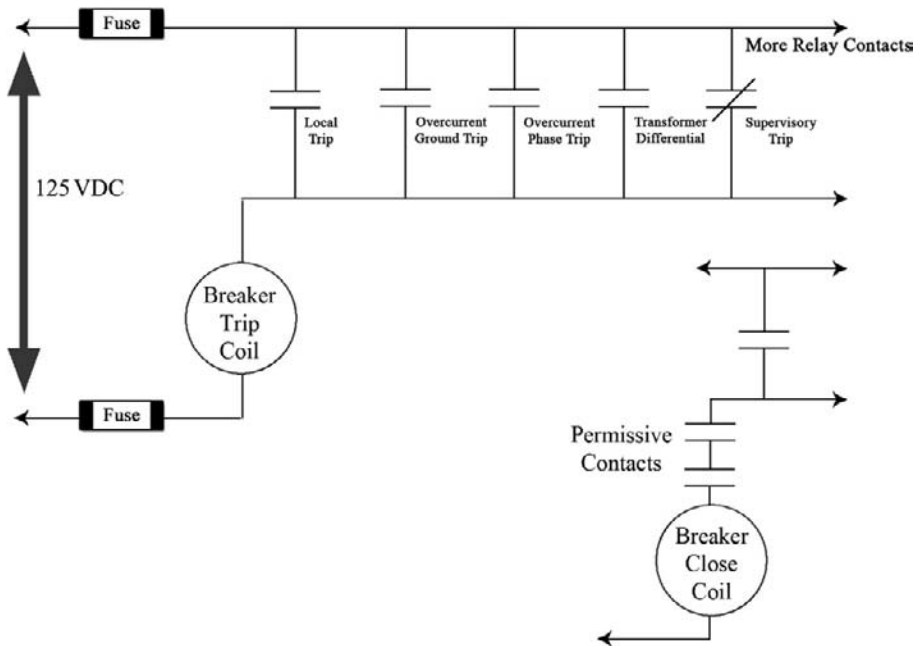 Fuse
More Relay Contacts
Local
Trip
Overcurrent
Ground Trip
Overcurrent
Phase Trip
Transformer
Differential
Supervisory
Trip
125 VDC
Breaker
Trip
Coil
Fuse
Permissive
Contacts
Breaker
Close
Coil